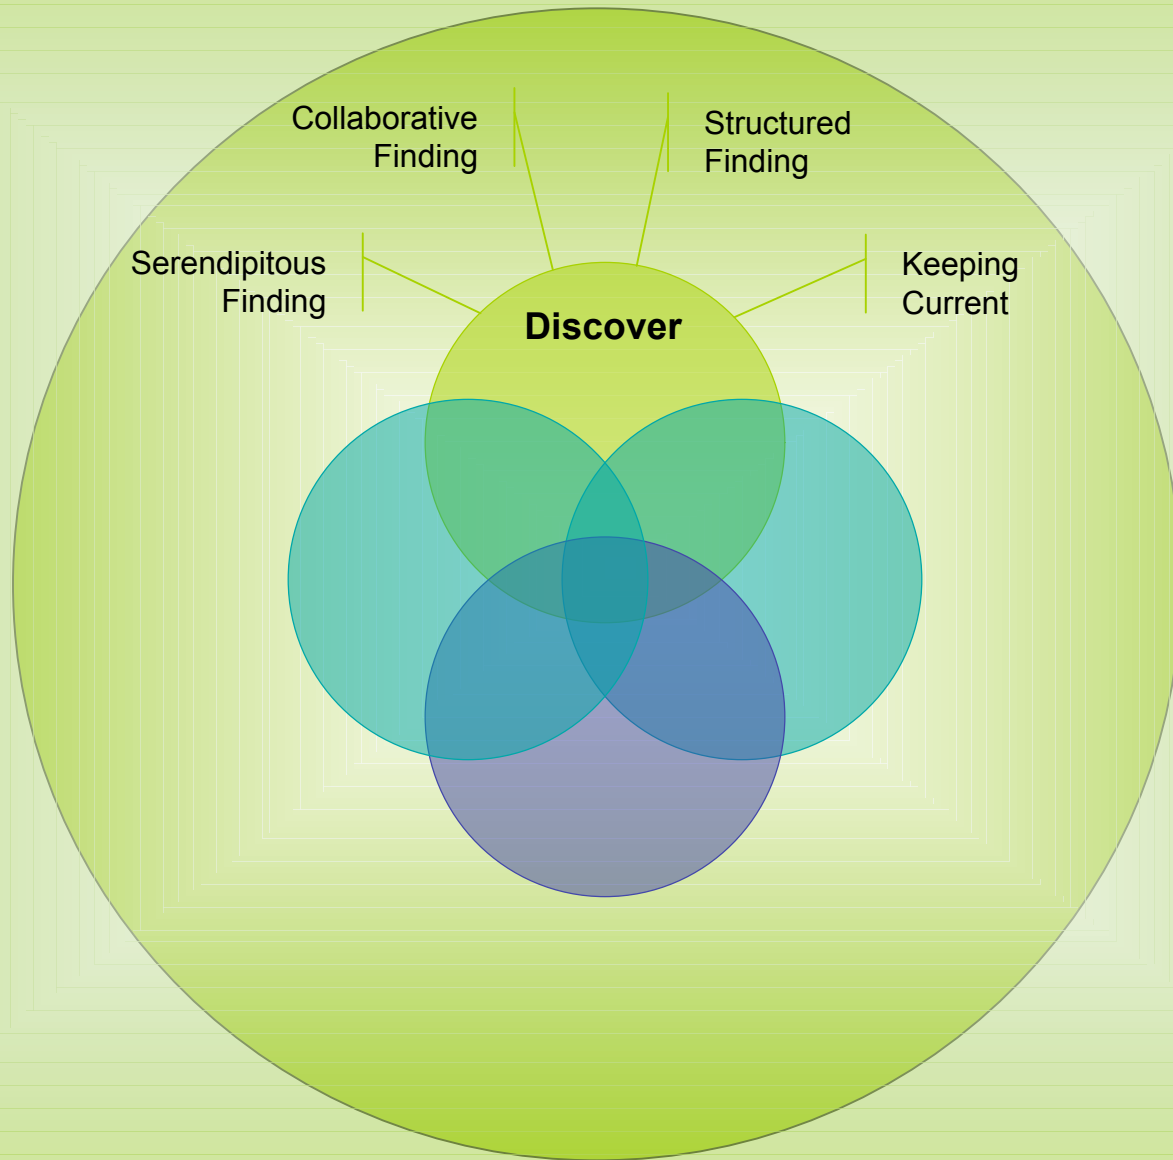 Collaborative
Finding
Structured
Finding
Serendipitous
Finding
Keeping
Current
Discover